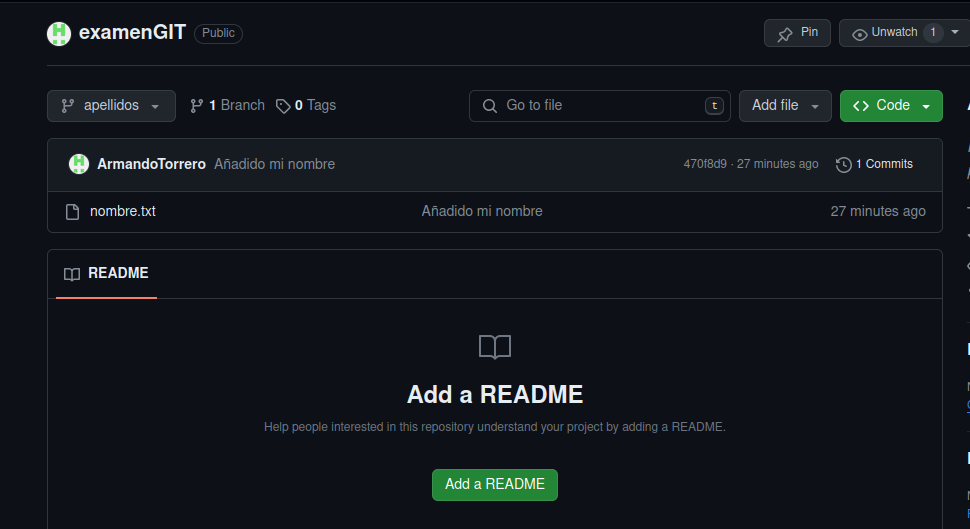 examenGIT Public Pin Unwatch 1
apellidos 1 Branch 0 Tags Go to file t Add file Code
ArmandoTorrero Añadido mi nombre 470f8d9 · 27 minutes ago 1 Commits
nombre.txt Añadido mi nombre 27 minutes ago
README
Add a README
Help people interested in this repository understand your project by adding a README.
Add a README